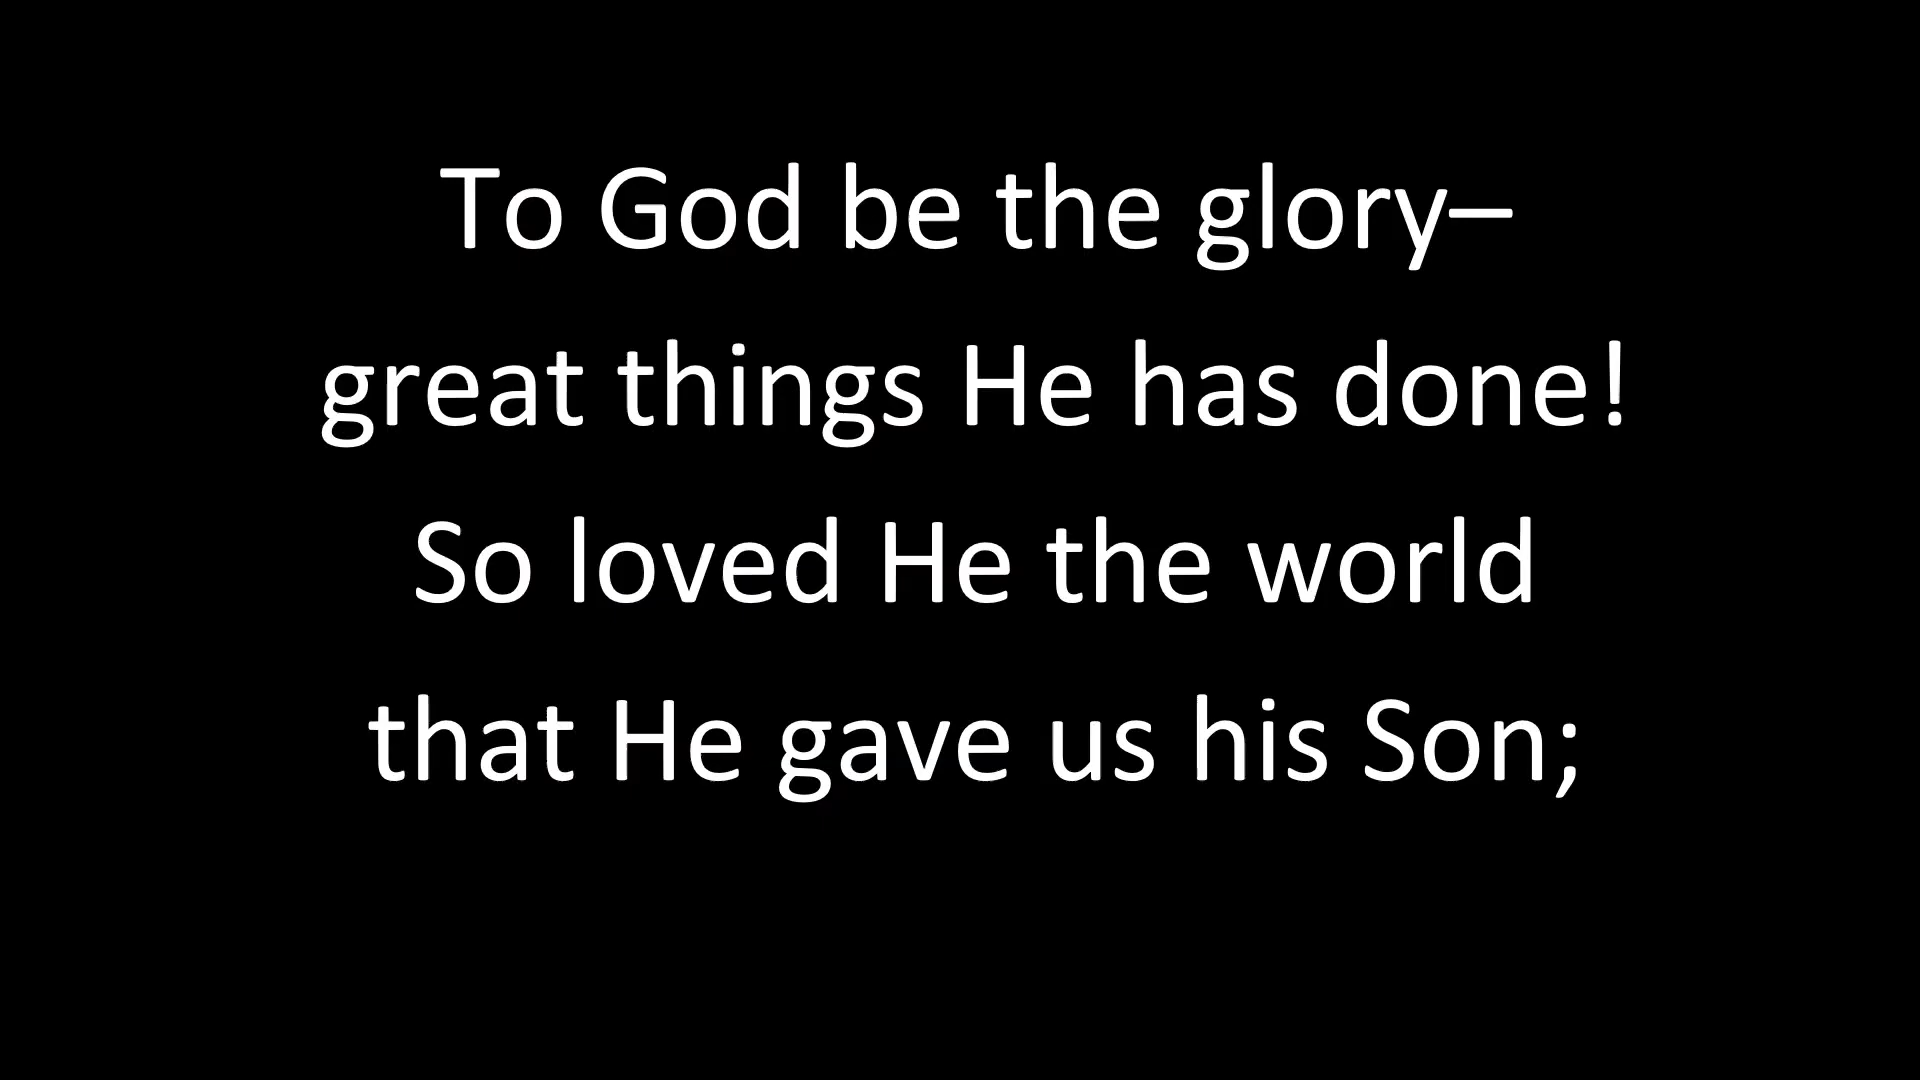 To God be the glory–
great things He has done!
So loved He the world
that He gave us his Son;